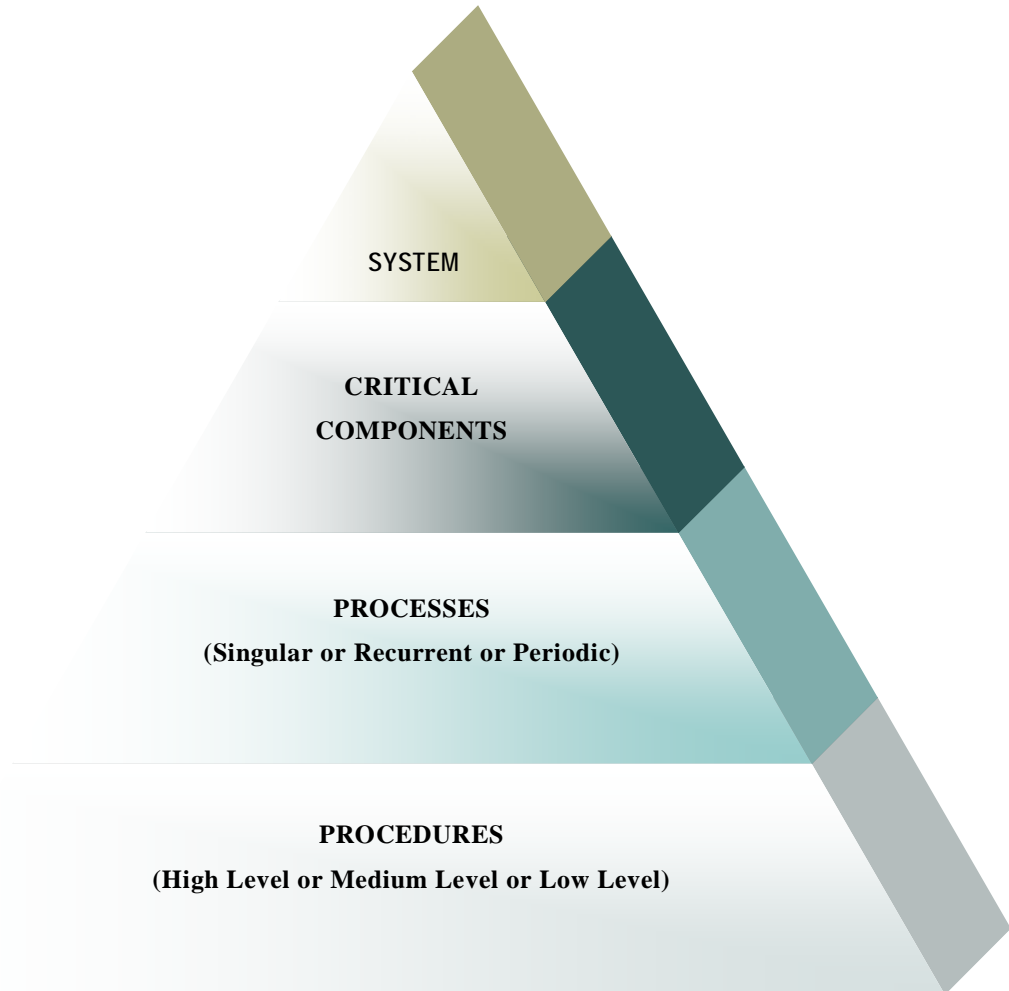 SYSTEM
CRITICAL
COMPONENTS
PROCESSES
(Singular or Recurrent or Periodic)
PROCEDURES
(High Level or Medium Level or Low Level)